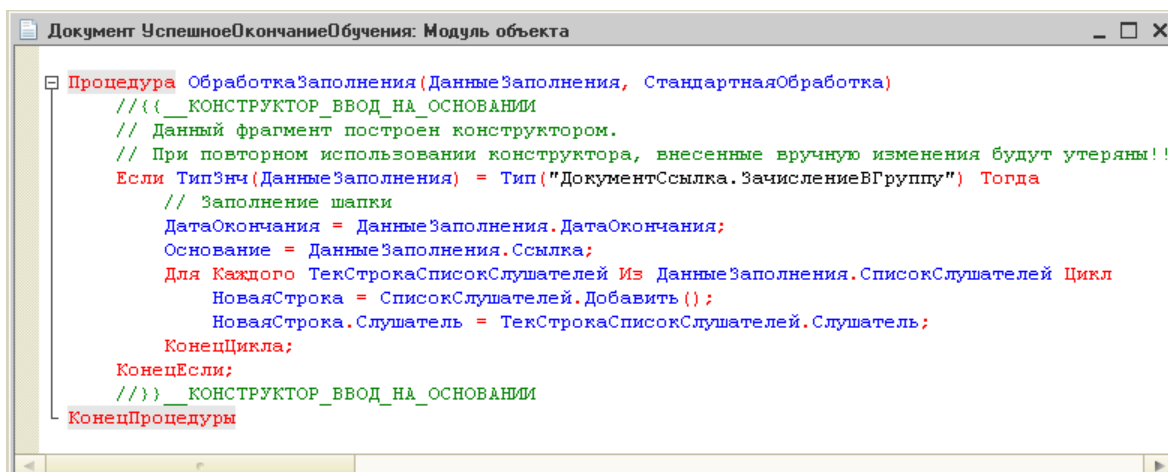 Документ УспешноеОкончаниеОбучения: Модуль объекта
Процедура ОбработкаЗаполнения(ДанныеЗаполнения, СтандартнаяОбработка)
//{{__КОНСТРУКТОР_ВВОД_НА_ОСНОВАНИИ
// Данный фрагмент построен конструктором.
// При повторном использовании конструктора, внесенные вручную изменения будут утеряны!!
Если ТипЗнч(ДанныеЗаполнения) = Тип("ДокументСсылка.ЗачислениеВГруппу") Тогда
// Заполнение шапки
ДатаОкончания = ДанныеЗаполнения.ДатаОкончания;
Основание = ДанныеЗаполнения.Ссылка;
Для Каждого ТекСтрокаСписокСлушателей Из ДанныеЗаполнения.СписокСлушателей Цикл
НоваяСтрока = СписокСлушателей.Добавить();
НоваяСтрока.Слушатель = ТекСтрокаСписокСлушателей.Слушатель;
КонецЦикла;
КонецЕсли;
//}}__КОНСТРУКТОР_ВВОД_НА_ОСНОВАНИИ
КонецПроцедуры